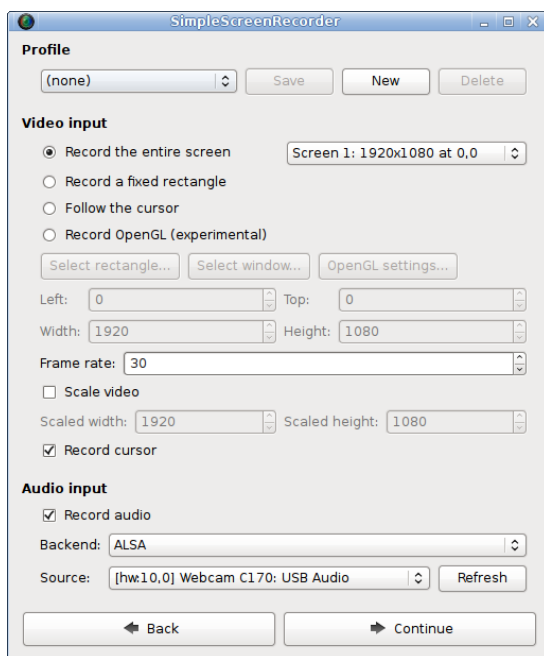 SimpleScreenRecorder
Profile
(none) Save New Delete
Video input
Record the entire screen Screen 1: 1920x1080 at 0,0
Record a fixed rectangle
Follow the cursor
Record OpenGL (experimental)
Select rectangle... Select window... OpenGL settings...
Left: 0 Top: 0
Width: 1920 Height: 1080
Frame rate: 30
Scale video
Scaled width: 1920 Scaled height: 1080
Record cursor
Audio input
Record audio
Backend: ALSA
Source: [hw:10,0] Webcam C170: USB Audio Refresh
Back Continue